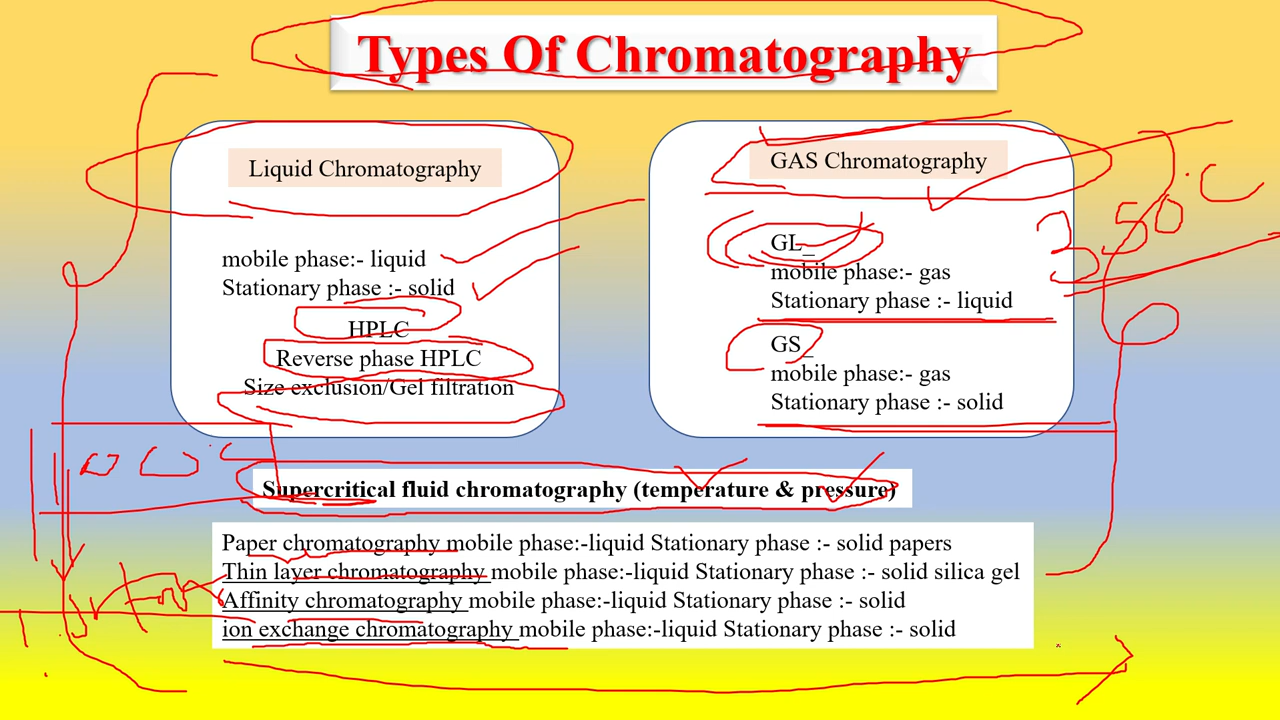 Types Of Chromatography
Liquid Chromatography
mobile phase:- liquid
Stationary phase :- solid
HPLC
Reverse phase HPLC
Size exclusion/Gel filtration
GAS Chromatography
GL_
mobile phase:- gas
Stationary phase :- liquid
GS_
mobile phase:- gas
Stationary phase :- solid
350°C
Supercritical fluid chromatography (temperature & pressure)
Paper chromatography mobile phase:-liquid Stationary phase :- solid papers
Thin layer chromatography mobile phase:-liquid Stationary phase :- solid silica gel
Affinity chromatography mobile phase:-liquid Stationary phase :- solid
ion exchange chromatography mobile phase:-liquid Stationary phase :- solid